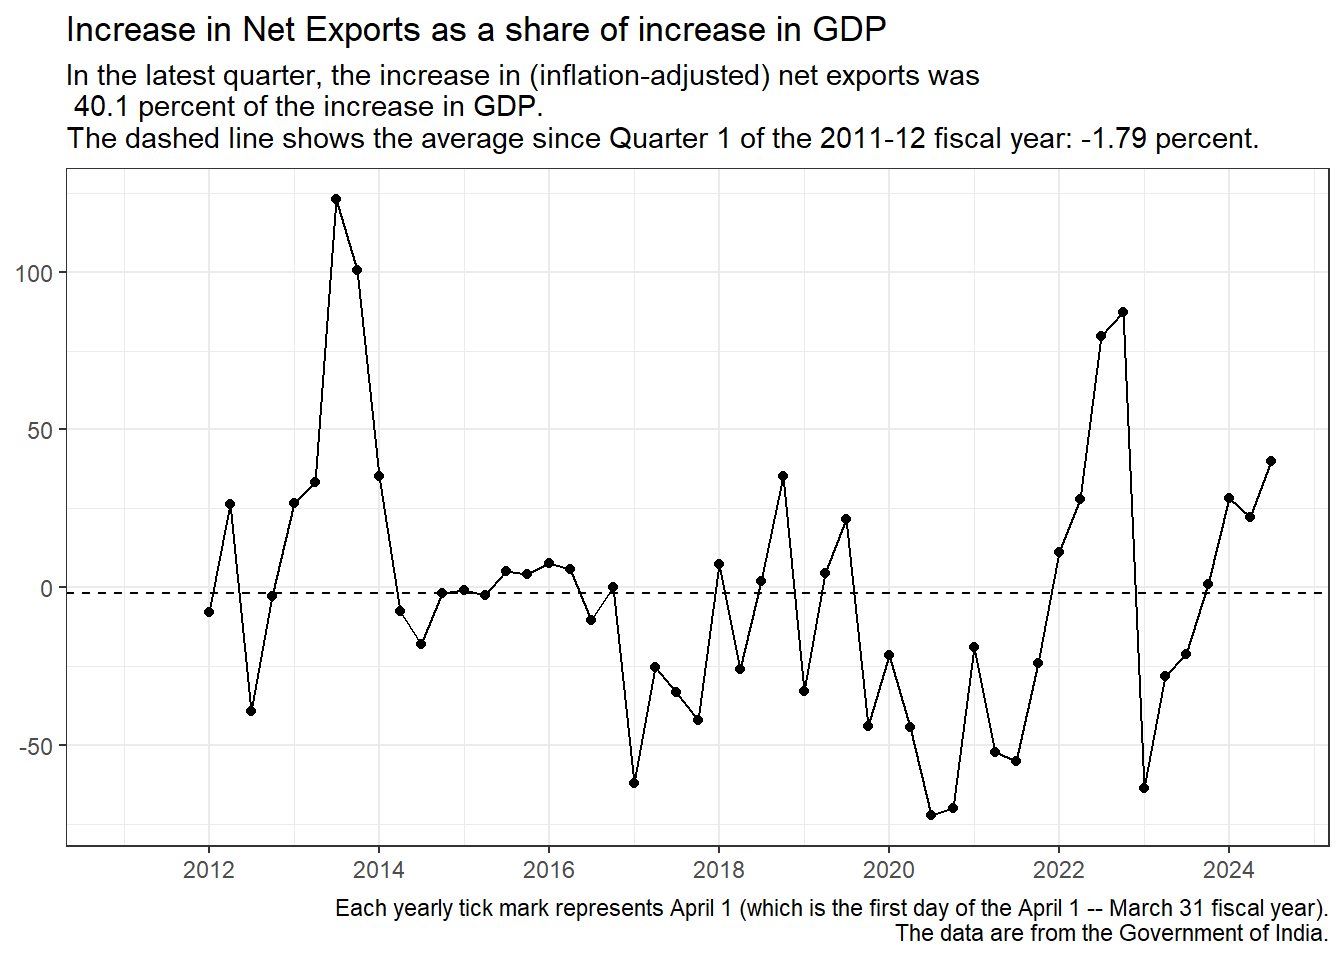 Increase in Net Exports as a share of increase in GDP
In the latest quarter, the increase in (inflation-adjusted) net exports was
40.1 percent of the increase in GDP.
The dashed line shows the average since Quarter 1 of the 2011-12 fiscal year: -1.79 percent.
100
50
0
-50
2012 2014 2016 2018 2020 2022 2024
Each yearly tick mark represents April 1 (which is the first day of the April 1 -- March 31 fiscal year).
The data are from the Government of India.